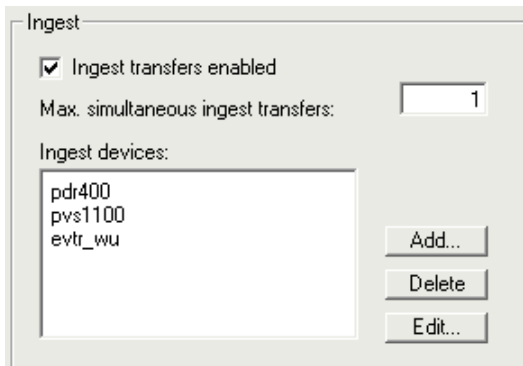 Ingest
Ingest transfers enabled
Max. simultaneous ingest transfers: 1
Ingest devices:
pdr400
pvs1100
evtr_wu
Add...
Delete
Edit...